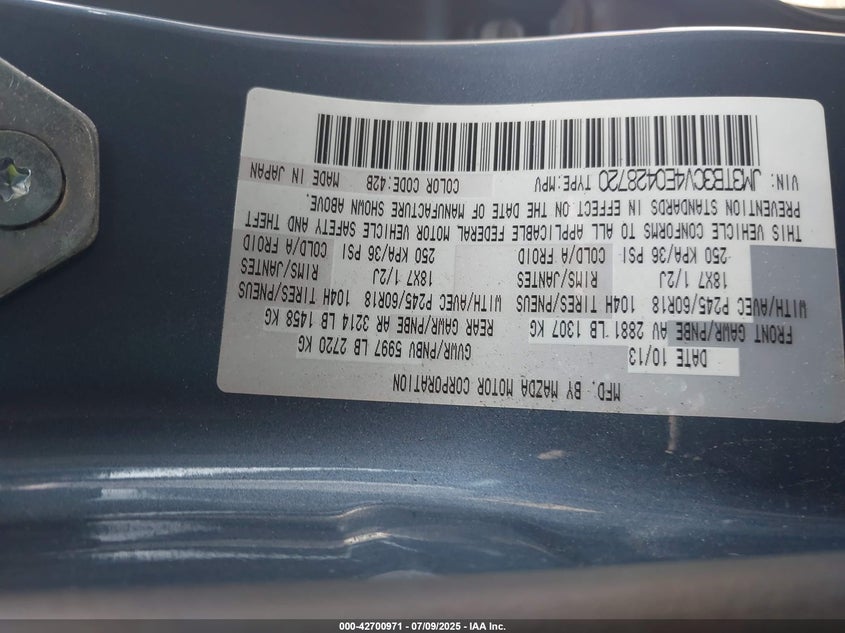 MFD. BY MAZDA MOTOR CORPORATION
DATE 10/13 GVWR/PNBV 5997 LB 2720 KG
FRONT GAWR/PNBE AV 2881 LB 1307 KG REAR GAWR/PNBE AR 3214 LB 1458 KG
WITH/AVEC P245/60R18 104H TIRES/PNEUS WITH/AVEC P245/60R18 104H TIRES/PNEUS
18X7 1/2J RIMS/JANTES 18X7 1/2J RIMS/JANTES
250 KPA/36 PSI COLD/A FROID 250 KPA/36 PSI COLD/A FROID
THIS VEHICLE CONFORMS TO ALL APPLICABLE FEDERAL MOTOR VEHICLE SAFETY AND THEFT
PREVENTION STANDARDS IN EFFECT ON THE DATE OF MANUFACTURE SHOWN ABOVE.
VIN: JM3TB3CV4E0428720 TYPE:MPV COLOR CODE:42B MADE IN JAPAN
000-42700971 | 07/09/2025 - IAA Inc.